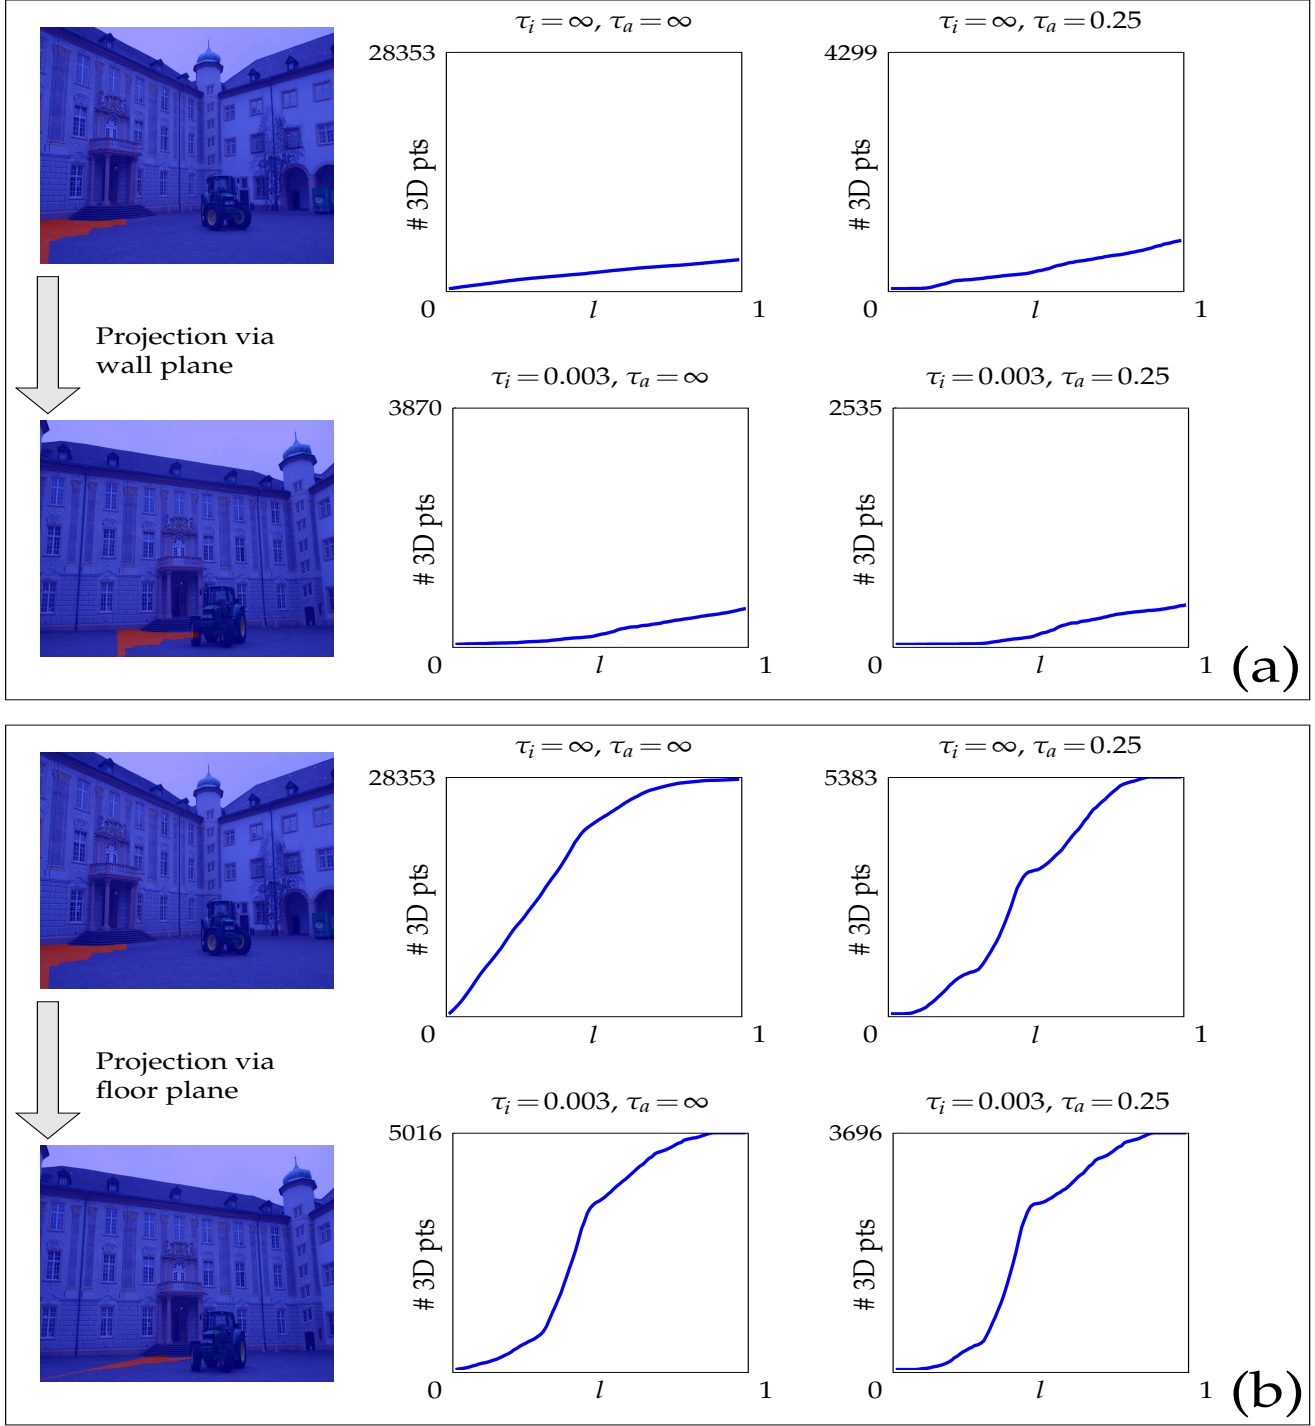 τi = ∞, τa = ∞
28353
# 3D pts
0 l 1
τi = ∞, τa = 0.25
4299
# 3D pts
0 l 1
Projection via
wall plane
τi = 0.003, τa = ∞
3870
# 3D pts
0 l 1
τi = 0.003, τa = 0.25
2535
# 3D pts
0 l 1
(a)
τi = ∞, τa = ∞
28353
# 3D pts
0 l 1
τi = ∞, τa = 0.25
5383
# 3D pts
0 l 1
Projection via
floor plane
τi = 0.003, τa = ∞
5016
# 3D pts
0 l 1
τi = 0.003, τa = 0.25
3696
# 3D pts
0 l 1
(b)